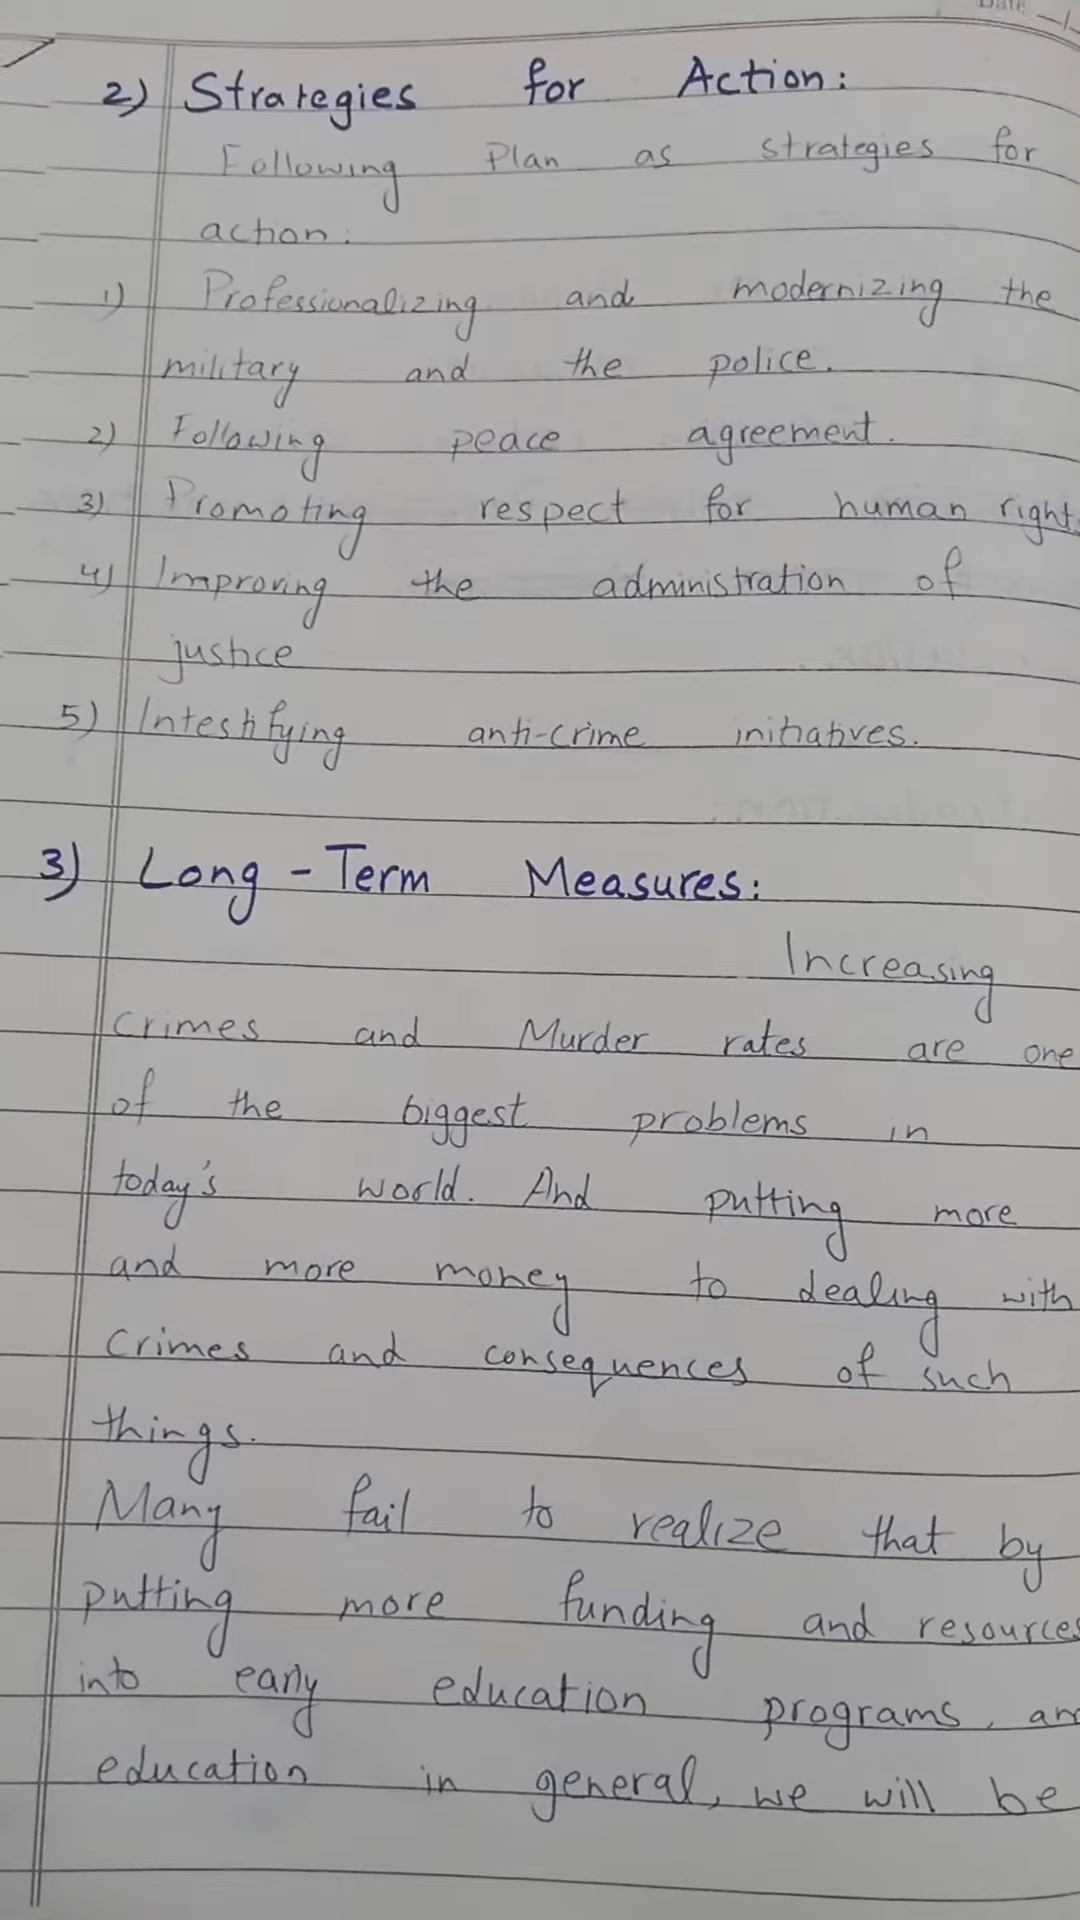 Date
2) Strategies for Action:
Following Plan as strategies for
action:
1) Professionalizing and modernizing the
military and the police.
2) Following peace agreement.
3) Promoting respect for human right
4) Improving the administration of
justice
5) Intestifying anti-crime initiatives.
3) Long-Term Measures:
Increasing
crimes and Murder rates are one
of the biggest problems in
today's world. And putting more
and more money to dealing with
crimes and consequences of such
things.
Many fail to realize that by
putting more funding and resources
into early education programs, an
education in general, we will be